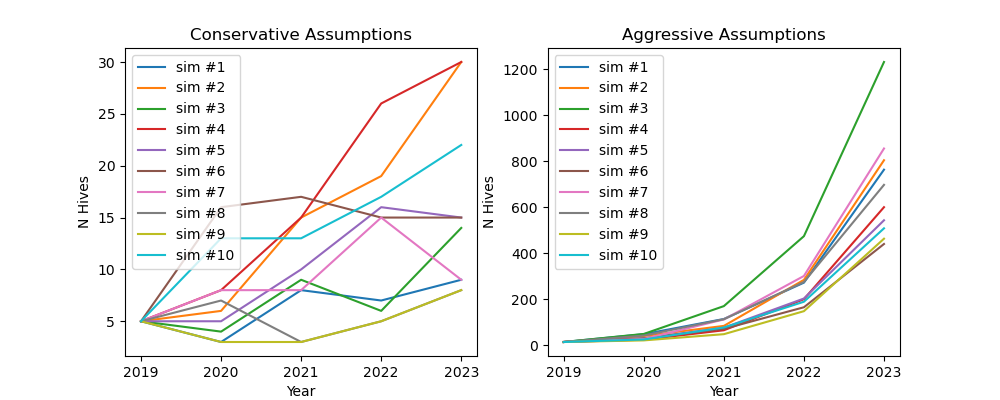 Conservative Assumptions
N Hives
30
25
20
15
10
5
sim #1
sim #2
sim #3
sim #4
sim #5
sim #6
sim #7
sim #8
sim #9
sim #10
2019 2020 2021 2022 2023
Year
Aggressive Assumptions
N Hives
1200
1000
800
600
400
200
0
sim #1
sim #2
sim #3
sim #4
sim #5
sim #6
sim #7
sim #8
sim #9
sim #10
2019 2020 2021 2022 2023
Year